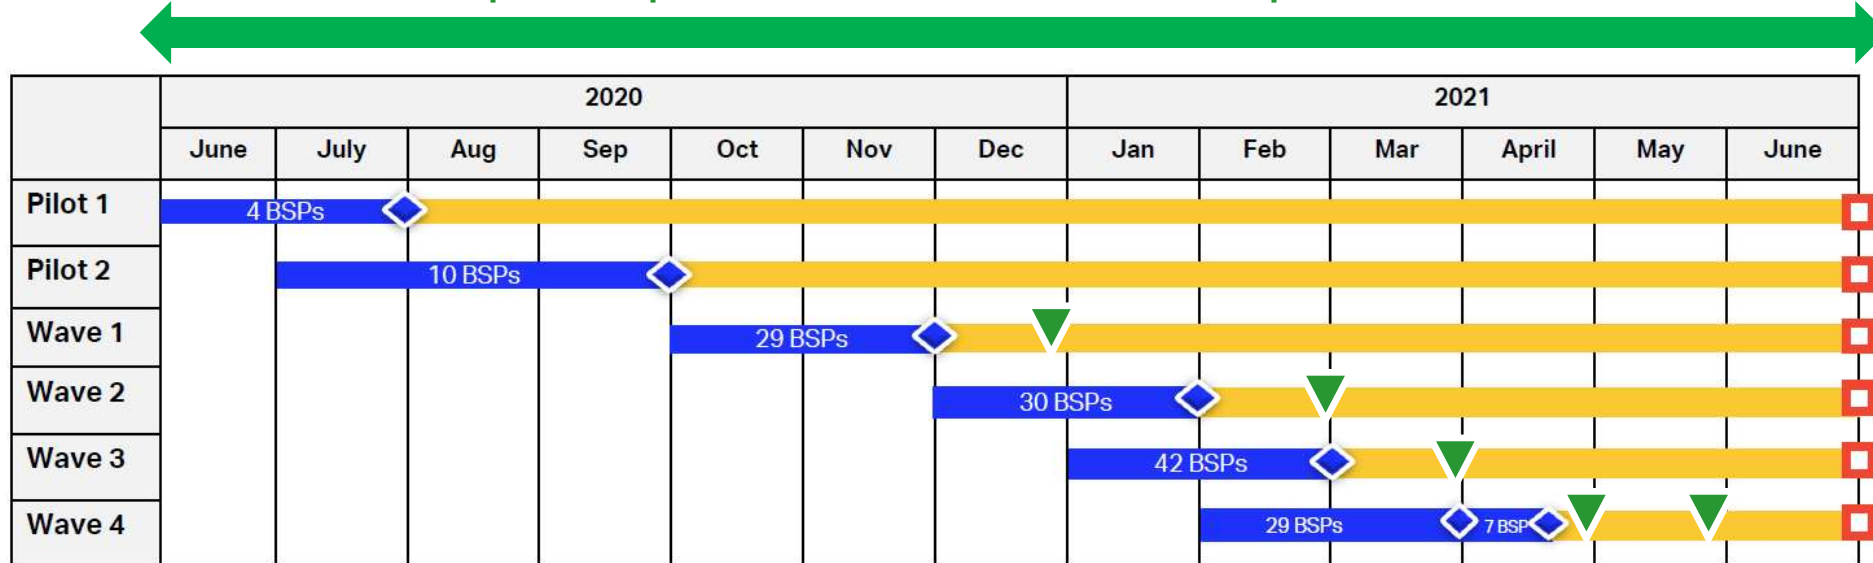 2020 2021
June July Aug Sep Oct Nov Dec Jan Feb Mar April May June
Pilot 1 4 BSPs
Pilot 2 10 BSPs
Wave 1 29 BSPs
Wave 2 30 BSPs
Wave 3 42 BSPs
Wave 4 29 BSPs 7 BSP